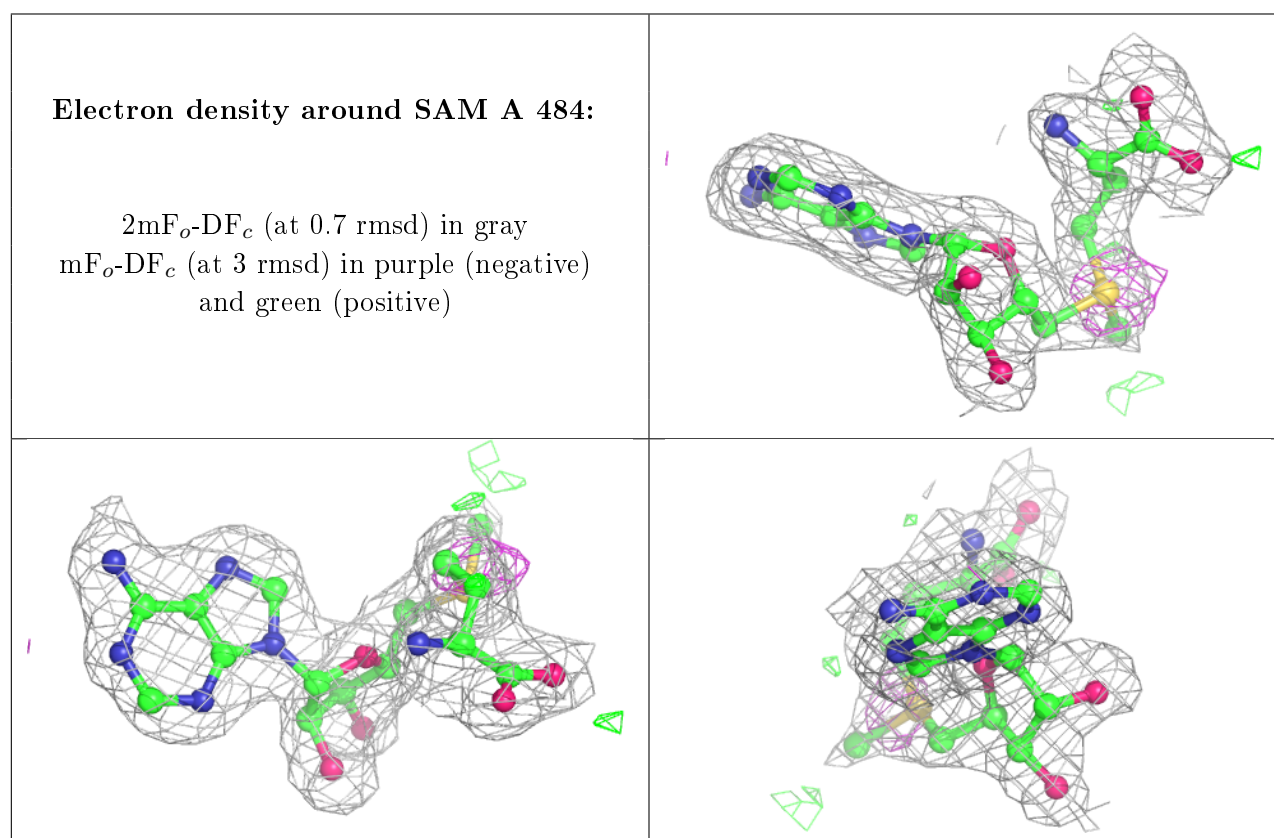 Electron density around SAM A 484:
2mFo-DFc (at 0.7 rmsd) in gray
mFo-DFc (at 3 rmsd) in purple (negative)
and green (positive)